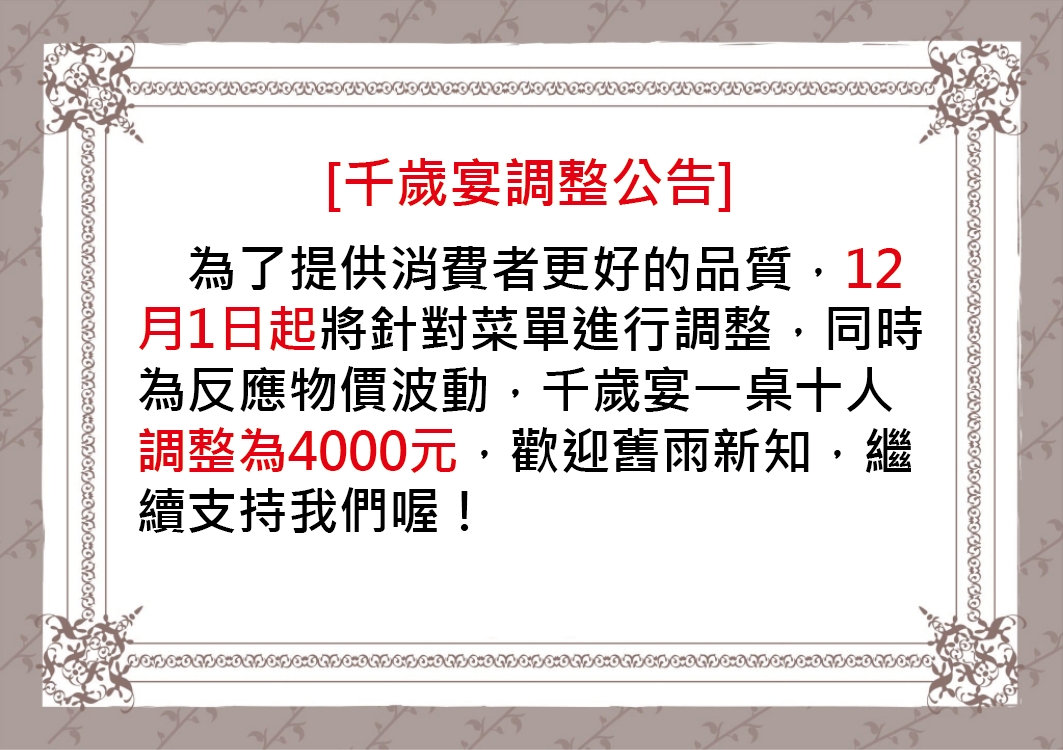 [千歲宴調整公告]
為了提供消費者更好的品質，12
月1日起將針對菜單進行調整，同時
為反應物價波動，千歲宴一桌十人
調整為4000元，歡迎舊雨新知，繼
續支持我們喔！